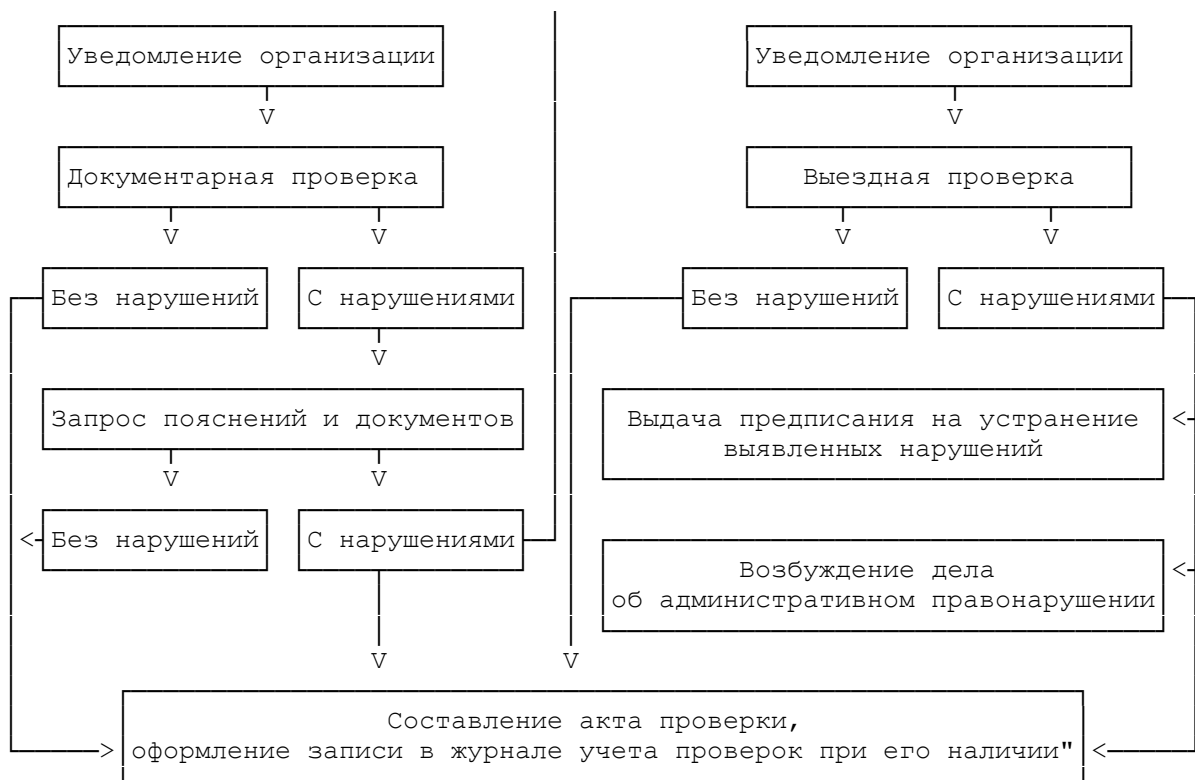 Уведомление организации
Уведомление организации
V
V
Документарная проверка
Выездная проверка
V
V
V
V
Без нарушений
С нарушениями
Без нарушений
С нарушениями
V
Запрос пояснений и документов
Выдача предписания на устранение
выявленных нарушений
<
V
V
<
Без нарушений
С нарушениями
Возбуждение дела
об административном правонарушении
<
V
V
Составление акта проверки,
>
оформление записи в журнале учета проверок при его наличии"
<